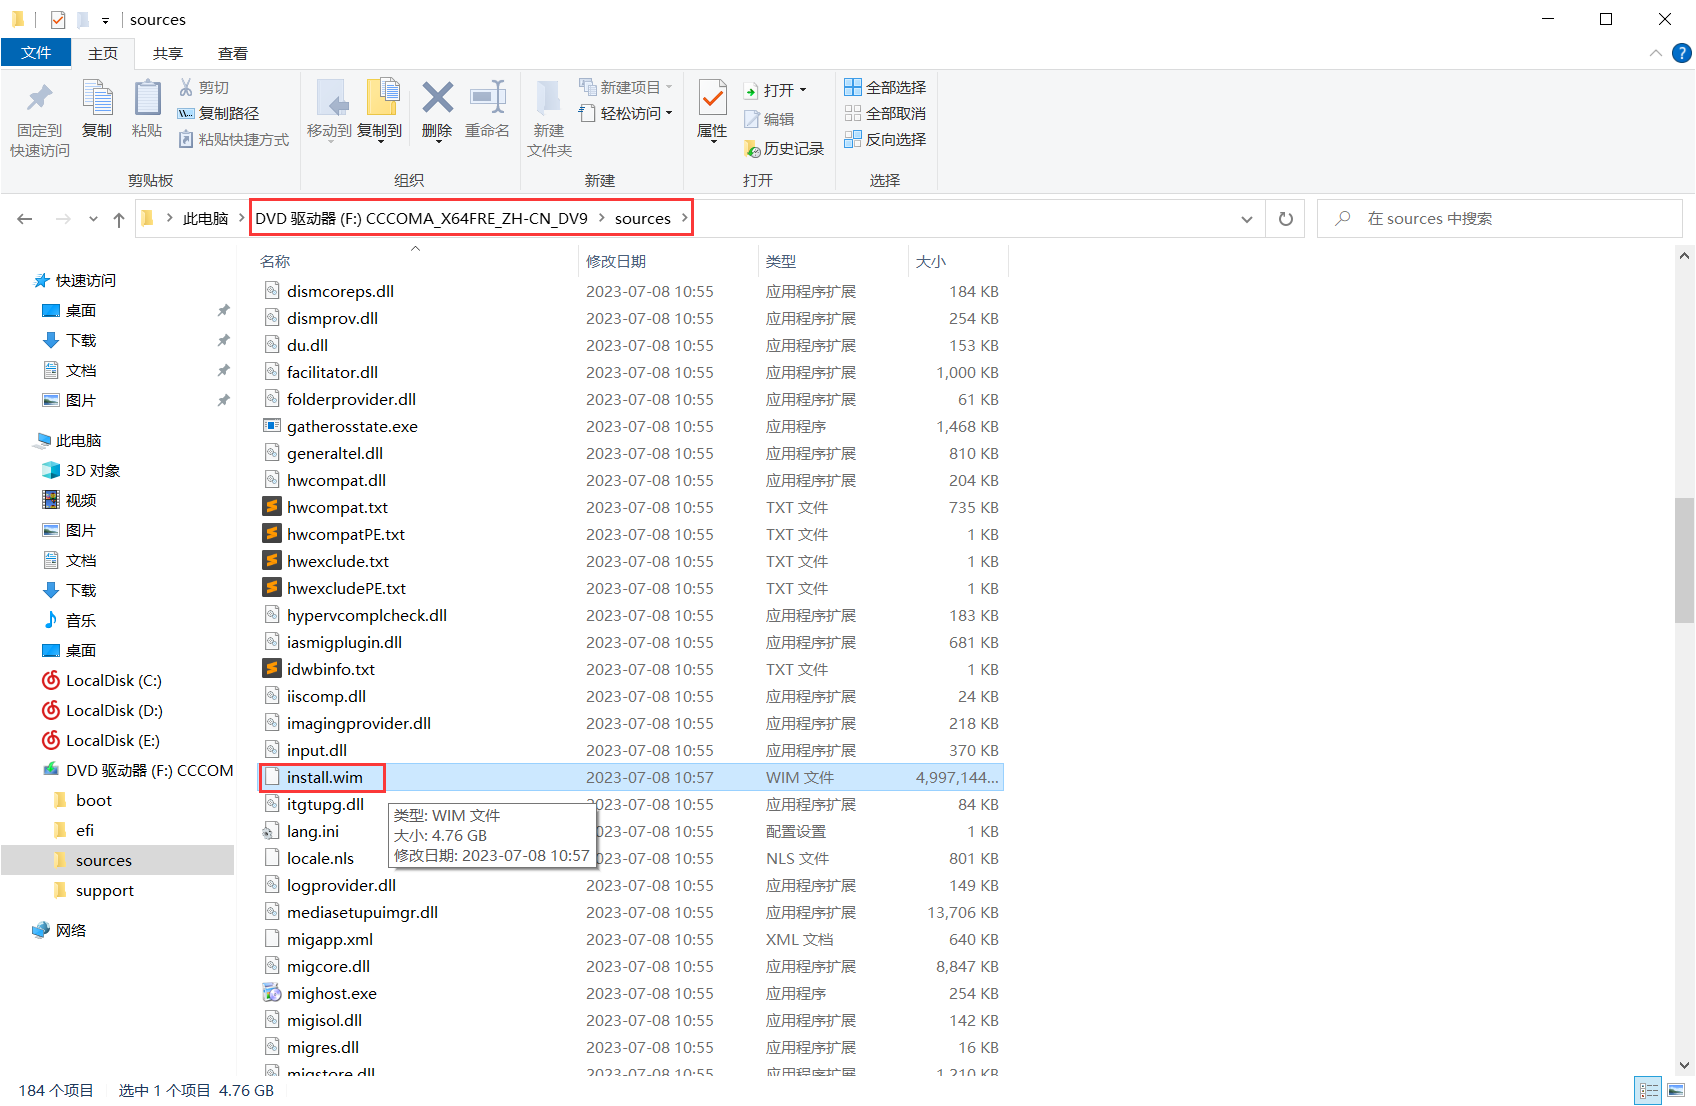 sources
文件 主页 共享 查看
固定到
快速访问
复制
粘贴
剪切
复制路径
粘贴快捷方式
剪贴板
移动到
复制到
删除
重命名
组织
新建
文件夹
新建项目
轻松访问
新建
属性
打开
编辑
历史记录
打开
全部选择
全部取消
反向选择
选择
此电脑 DVD 驱动器 (F:) CCCOMA_X64FRE_ZH-CN_DV9 sources
在 sources 中搜索
快速访问
桌面
下载
文档
图片
此电脑
3D 对象
视频
图片
文档
下载
音乐
桌面
LocalDisk (C:)
LocalDisk (D:)
LocalDisk (E:)
DVD 驱动器 (F:) CCCOM
boot
efi
sources
support
网络
名称 修改日期 类型 大小
dismcoreps.dll 2023-07-08 10:55 应用程序扩展 184 KB
dismprov.dll 2023-07-08 10:55 应用程序扩展 254 KB
du.dll 2023-07-08 10:55 应用程序扩展 153 KB
facilitator.dll 2023-07-08 10:55 应用程序扩展 1,000 KB
folderprovider.dll 2023-07-08 10:55 应用程序扩展 61 KB
gatherosstate.exe 2023-07-08 10:55 应用程序 1,468 KB
generaltel.dll 2023-07-08 10:55 应用程序扩展 810 KB
hwcompat.dll 2023-07-08 10:55 应用程序扩展 204 KB
hwcompat.txt 2023-07-08 10:55 TXT 文件 735 KB
hwcompatPE.txt 2023-07-08 10:55 TXT 文件 1 KB
hwexclude.txt 2023-07-08 10:55 TXT 文件 1 KB
hwexcludePE.txt 2023-07-08 10:55 TXT 文件 1 KB
hypervcomplcheck.dll 2023-07-08 10:55 应用程序扩展 183 KB
iasmigplugin.dll 2023-07-08 10:55 应用程序扩展 681 KB
idwbinfo.txt 2023-07-08 10:55 TXT 文件 1 KB
iiscomp.dll 2023-07-08 10:55 应用程序扩展 24 KB
imagingprovider.dll 2023-07-08 10:55 应用程序扩展 218 KB
input.dll 2023-07-08 10:55 应用程序扩展 370 KB
install.wim 2023-07-08 10:57 WIM 文件 4,997,144...
itgtupg.dll 2023-07-08 10:55 应用程序扩展 84 KB
lang.ini 023-07-08 10:55 配置设置 1 KB
locale.nls 023-07-08 10:55 NLS 文件 801 KB
类型: WIM 文件
大小: 4.76 GB
修改日期: 2023-07-08 10:57
logprovider.dll 2023-07-08 10:55 应用程序扩展 149 KB
mediasetupuimgr.dll 2023-07-08 10:55 应用程序扩展 13,706 KB
migapp.xml 2023-07-08 10:55 XML 文档 640 KB
migcore.dll 2023-07-08 10:55 应用程序扩展 8,847 KB
mighost.exe 2023-07-08 10:55 应用程序 254 KB
migisol.dll 2023-07-08 10:55 应用程序扩展 142 KB
migres.dll 2023-07-08 10:55 应用程序扩展 16 KB
migstore.dll 2023-07-08 10:55 应用程序扩展 1,210 KB
184 个项目 选中 1 个项目 4.76 GB